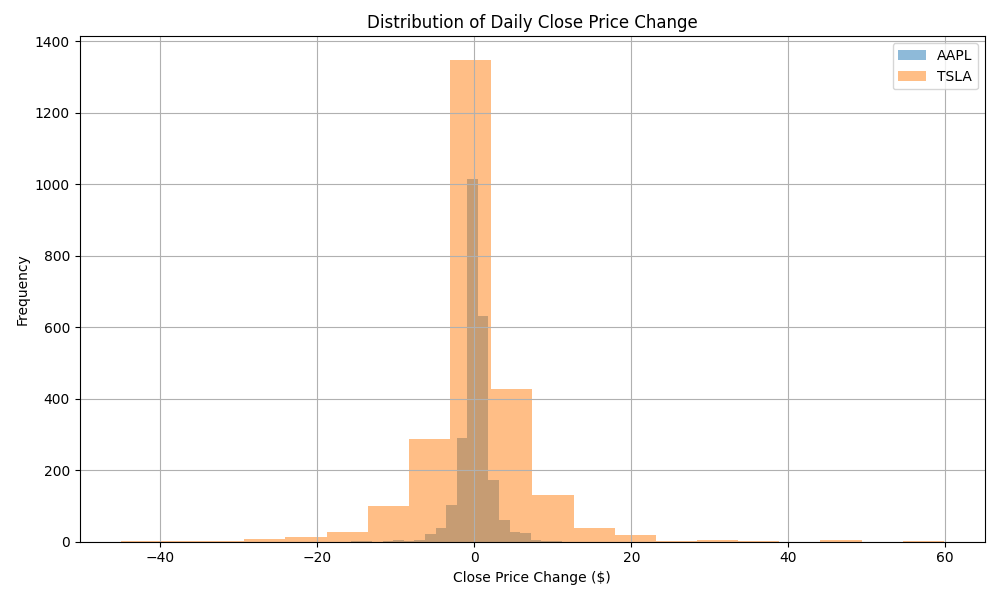 Distribution of Daily Close Price Change
AAPL
TSLA
1400
1200
1000
800
600
400
200
0
−40
−20
0
20
40
60
Frequency
Close Price Change ($)